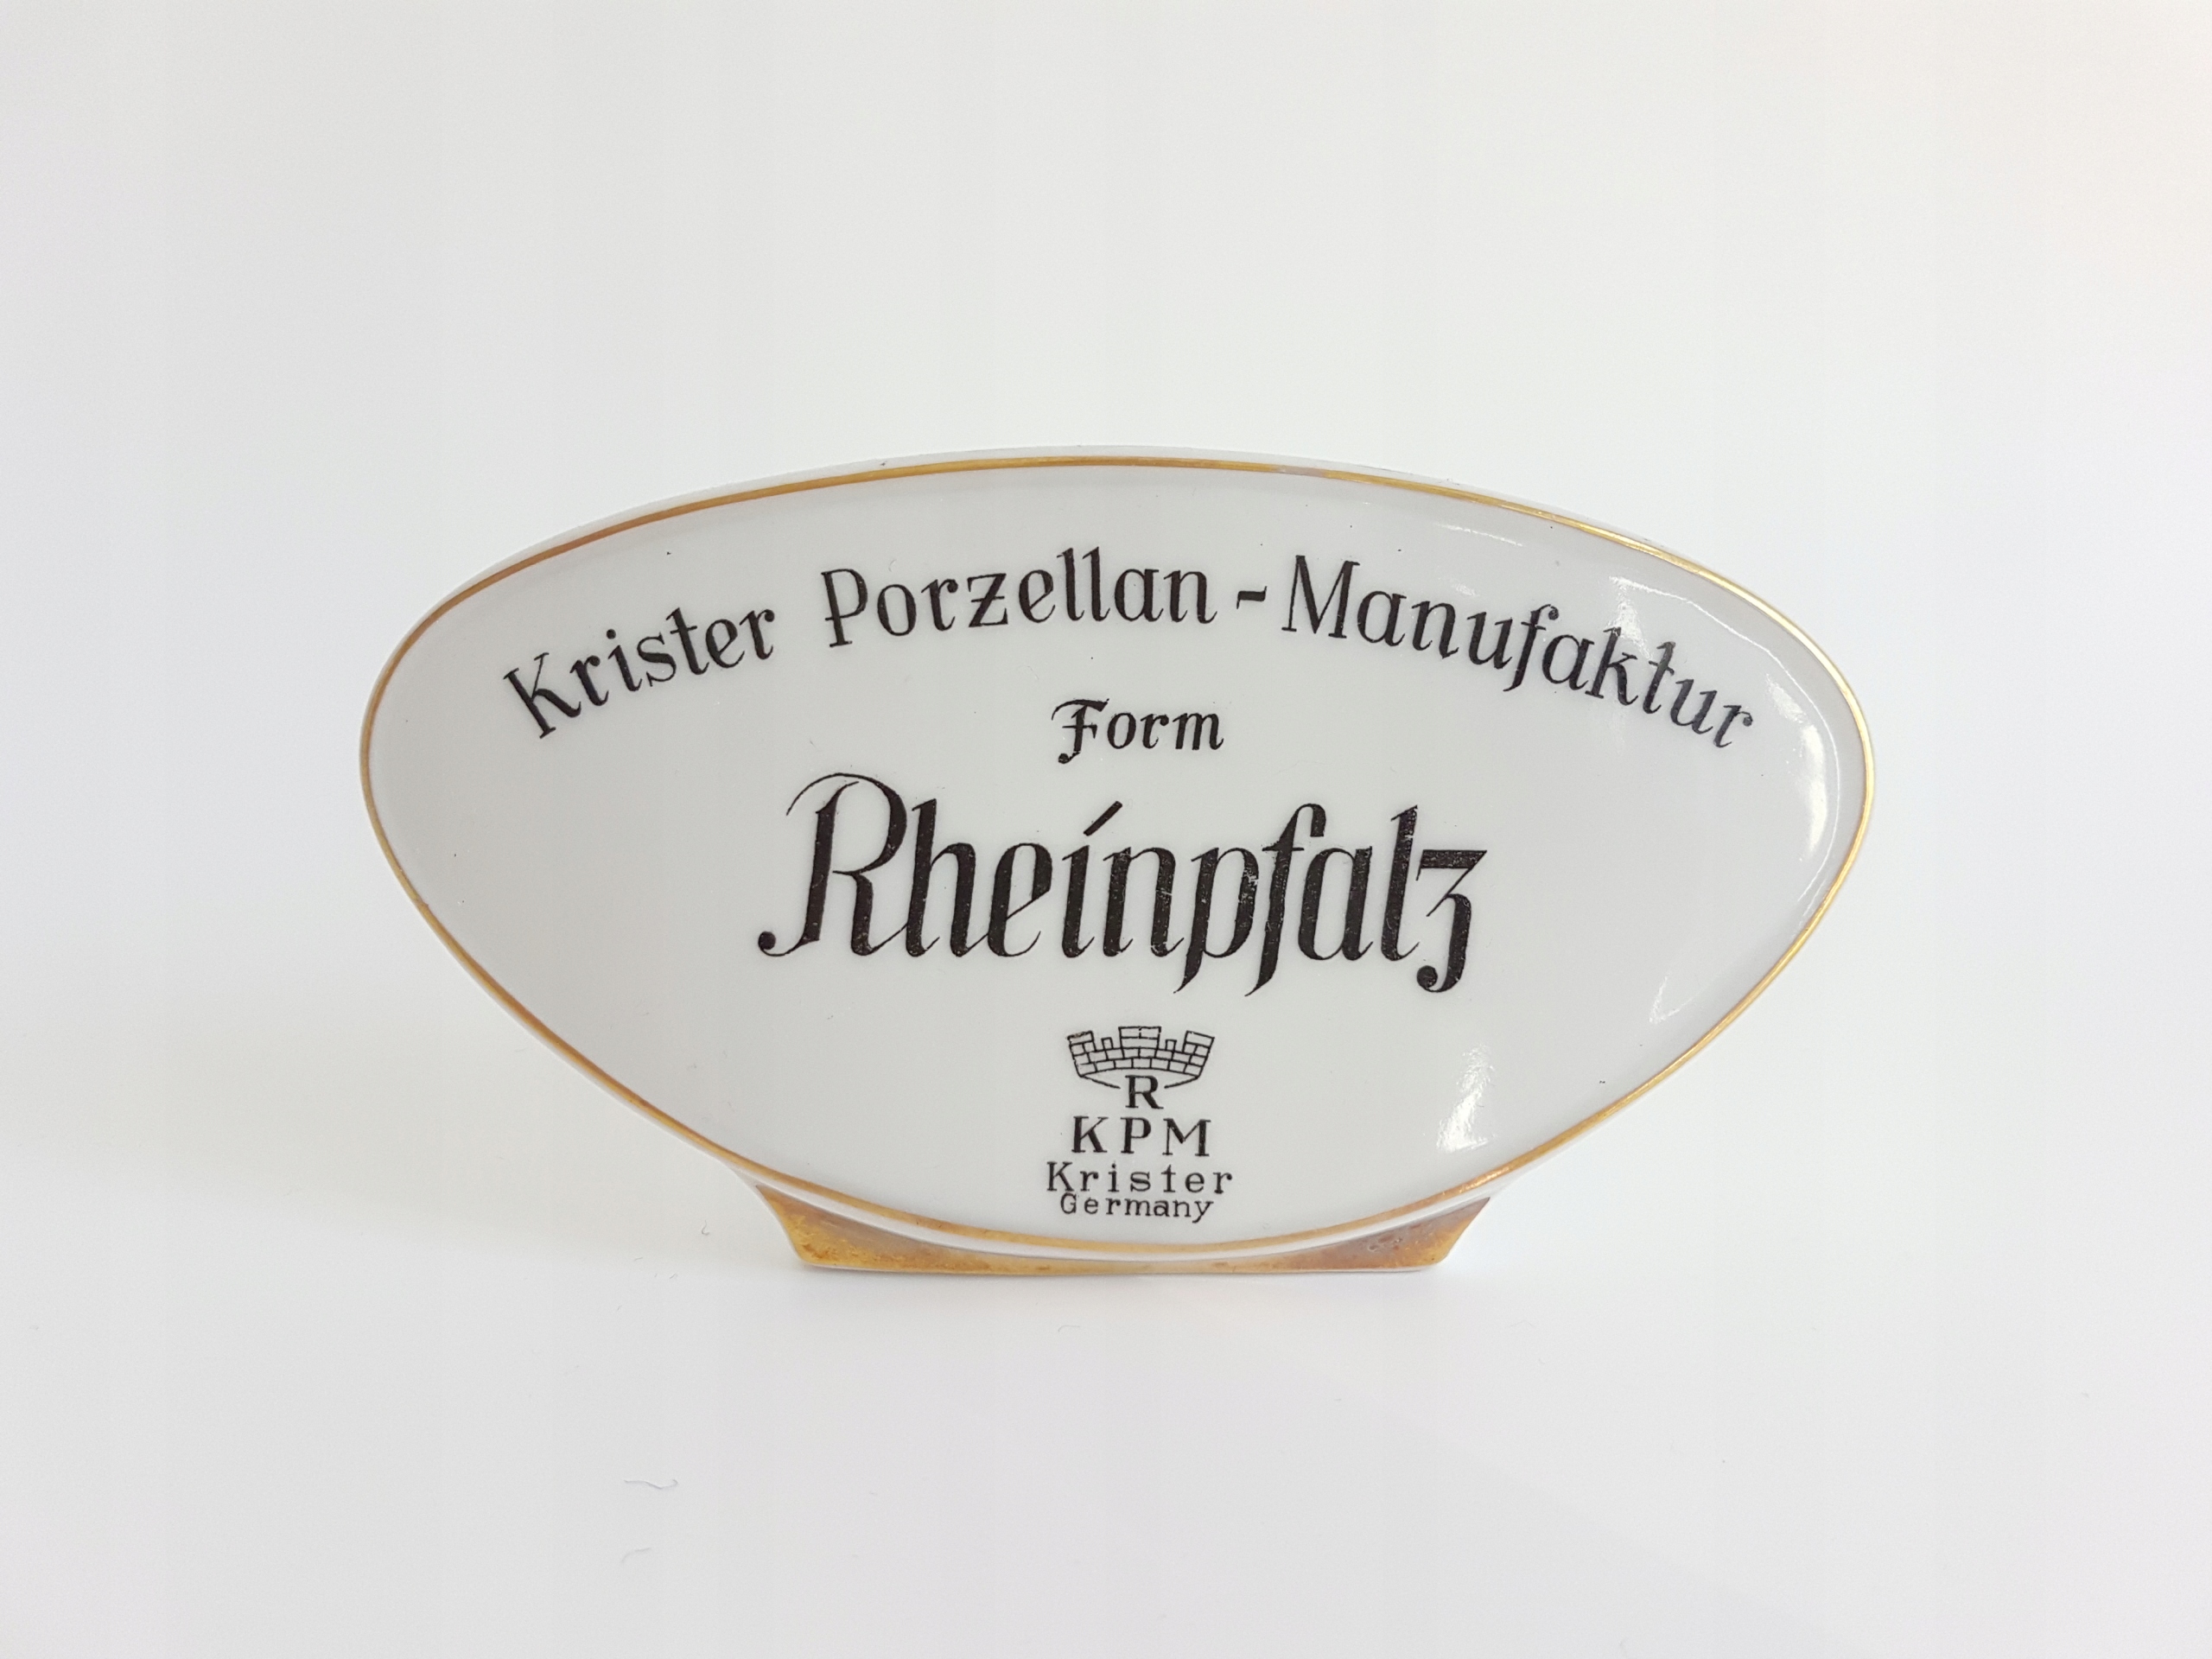 Krister Porzellan-Manufaktur
Form
Rheinpfalz
R
KPM
Krister
Germany